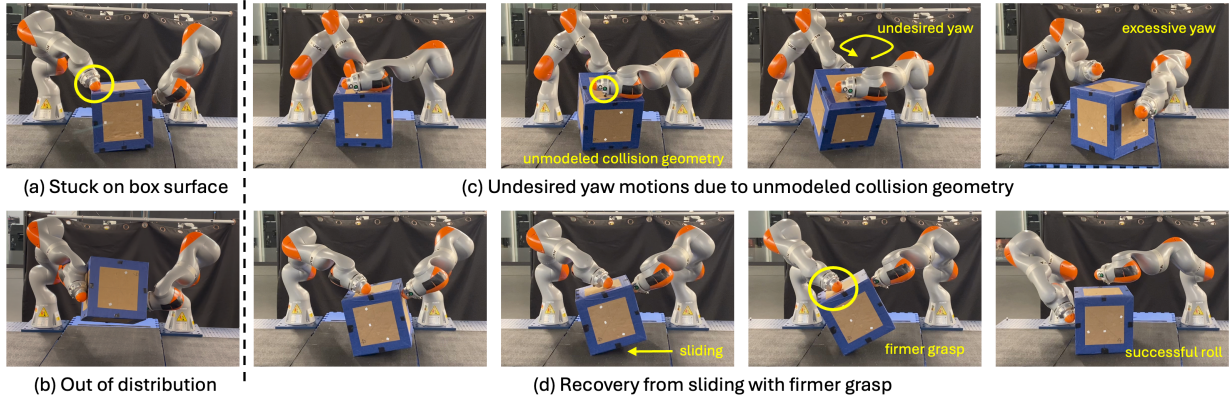 undesired yaw
excessive yaw
unmodeled collision geometry
(a) Stuck on box surface
(c) Undesired yaw motions due to unmodeled collision geometry
sliding
firmer grasp
successful roll
(b) Out of distribution
(d) Recovery from sliding with firmer grasp